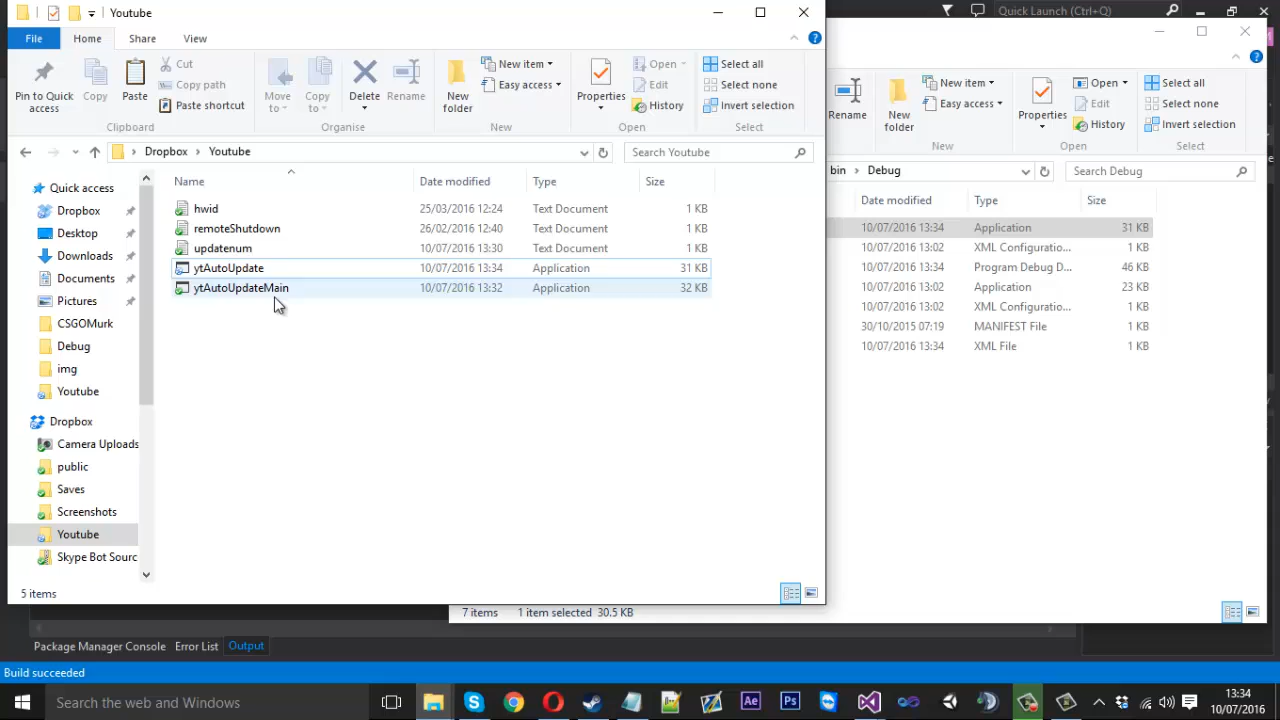 Youtube
Quick Launch (Ctrl+Q)
File
Home
Share
View
Pin to Quick access
Copy
Paste
Cut
Copy path
Paste shortcut
Clipboard
Move to
Copy to
Delete
Rename
Organise
New folder
New item
Easy access
New
Properties
Open
Edit
History
Open
Select all
Select none
Invert selection
Select
Rename
New folder
New item
Easy access
New
Properties
Open
Edit
History
Open
Select all
Select none
Invert selection
Select
Dropbox > Youtube
Search Youtube
bin > Debug
Search Debug
Name Date modified Type Size
hwid 25/03/2016 12:24 Text Document 1 KB
remoteShutdown 26/02/2016 12:40 Text Document 1 KB
updatenum 10/07/2016 13:30 Text Document 1 KB
ytAutoUpdate 10/07/2016 13:34 Application 31 KB
ytAutoUpdateMain 10/07/2016 13:32 Application 32 KB
Quick access
Dropbox
Desktop
Downloads
Documents
Pictures
CSGOMurk
Debug
img
Youtube
Dropbox
Camera Uploads
public
Saves
Screenshots
Youtube
Skype Bot Sourc
5 items
Date modified Type Size
10/07/2016 13:34 Application 31 KB
10/07/2016 13:02 XML Configuratio... 1 KB
10/07/2016 13:34 Program Debug D... 46 KB
10/07/2016 13:02 Application 23 KB
10/07/2016 13:02 XML Configuratio... 1 KB
30/10/2015 07:19 MANIFEST File 1 KB
10/07/2016 13:34 XML File 1 KB
7 items 1 item selected 30.5 KB
Package Manager Console Error List Output
Build succeeded
Search the web and Windows
Ae
Ps
13:34
10/07/2016